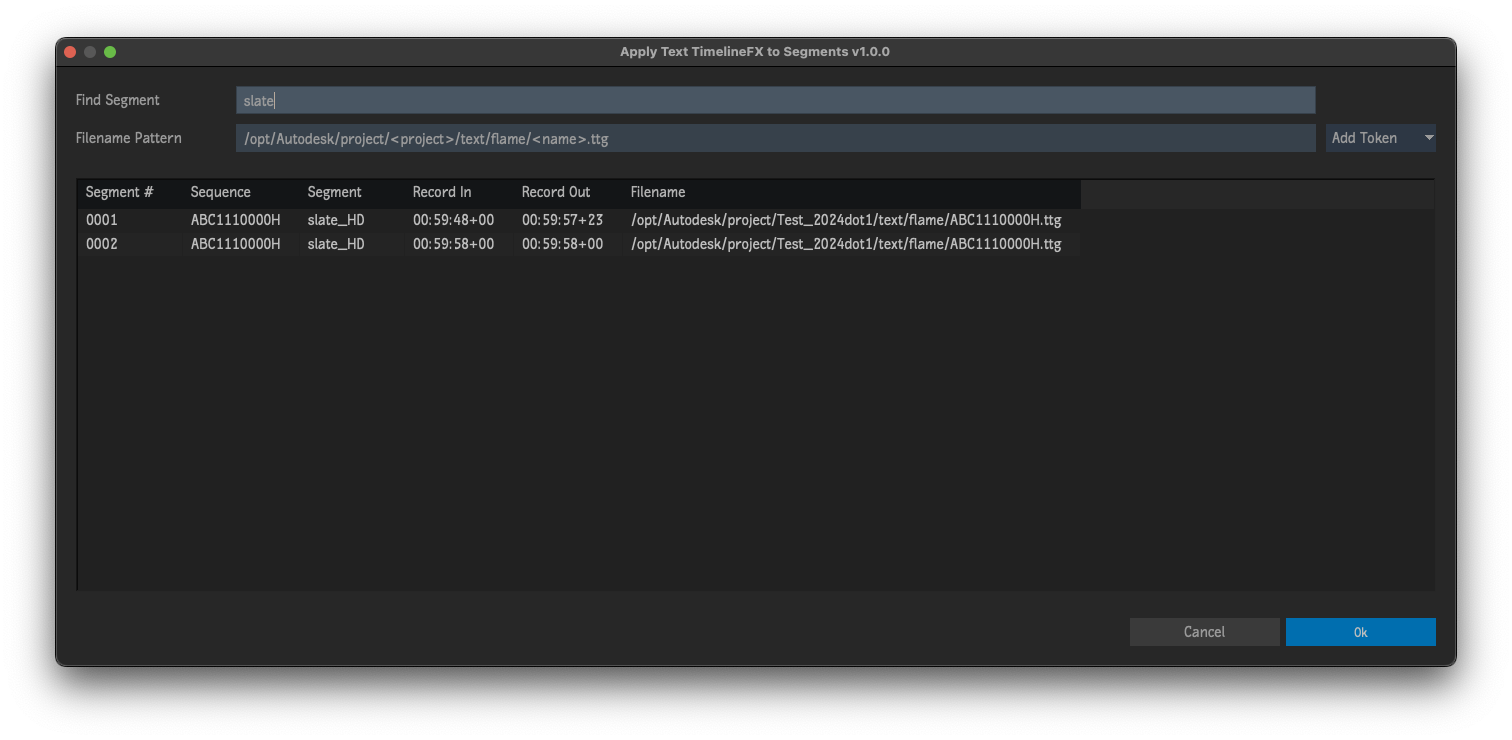 Apply Text TimelineFX to Segments v1.0.0
Find Segment slate
Filename Pattern /opt/Autodesk/project/<project>/text/flame/<name>.ttg Add Token
Segment # Sequence Segment Record In Record Out Filename
0001 ABC1110000H slate_HD 00:59:48+00 00:59:57+23 /opt/Autodesk/project/Test_2024dot1/text/flame/ABC1110000H.ttg
0002 ABC1110000H slate_HD 00:59:58+00 00:59:58+00 /opt/Autodesk/project/Test_2024dot1/text/flame/ABC1110000H.ttg
Cancel Ok